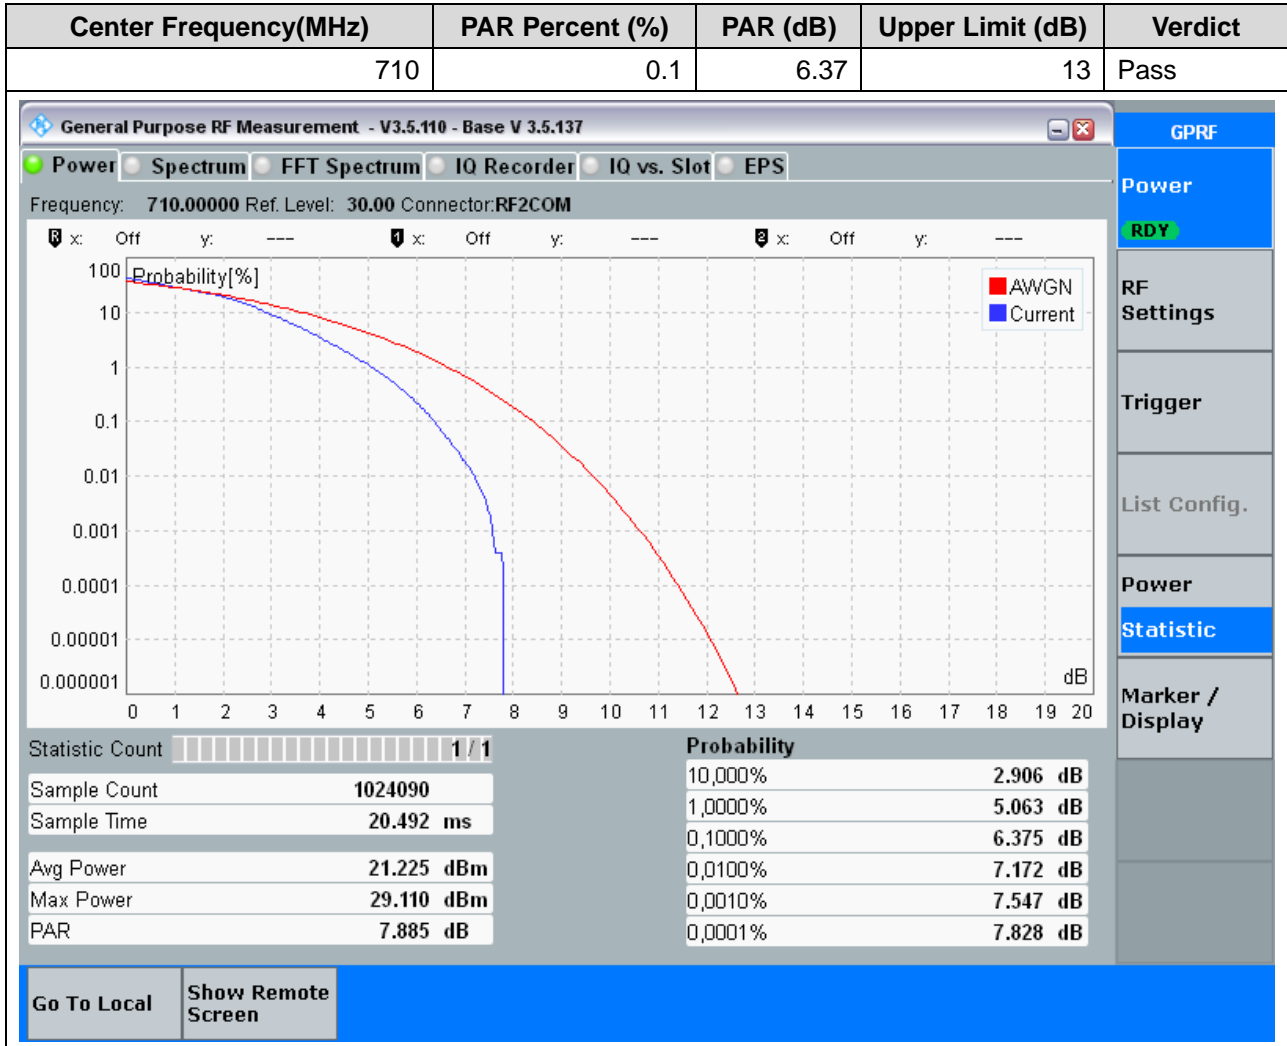 Center Frequency(MHz) PAR Percent (%) PAR (dB) Upper Limit (dB) Verdict
710 0.1 6.37 13 Pass
General Purpose RF Measurement - V3.5.110 - Base V 3.5.137
GPRF
Power Spectrum FFT Spectrum IQ Recorder IQ vs. Slot EPS
Frequency: 710.00000 Ref. Level: 30.00 Connector:RF2COM
R x: Off y: --- 1 x: Off y: --- 2 x: Off y: ---
Probability[%]
100
10
1
0.1
0.01
0.001
0.0001
0.00001
0.000001
AWGN
Current
dB
0 1 2 3 4 5 6 7 8 9 10 11 12 13 14 15 16 17 18 19 20
Statistic Count 1 / 1
Sample Count 1024090
Sample Time 20.492 ms
Avg Power 21.225 dBm
Max Power 29.110 dBm
PAR 7.885 dB
Probability
10,000% 2.906 dB
1,0000% 5.063 dB
0,1000% 6.375 dB
0,0100% 7.172 dB
0,0010% 7.547 dB
0,0001% 7.828 dB
Power
RDY
RF
Settings
Trigger
List Config.
Power
Statistic
Marker /
Display
Go To Local
Show Remote
Screen